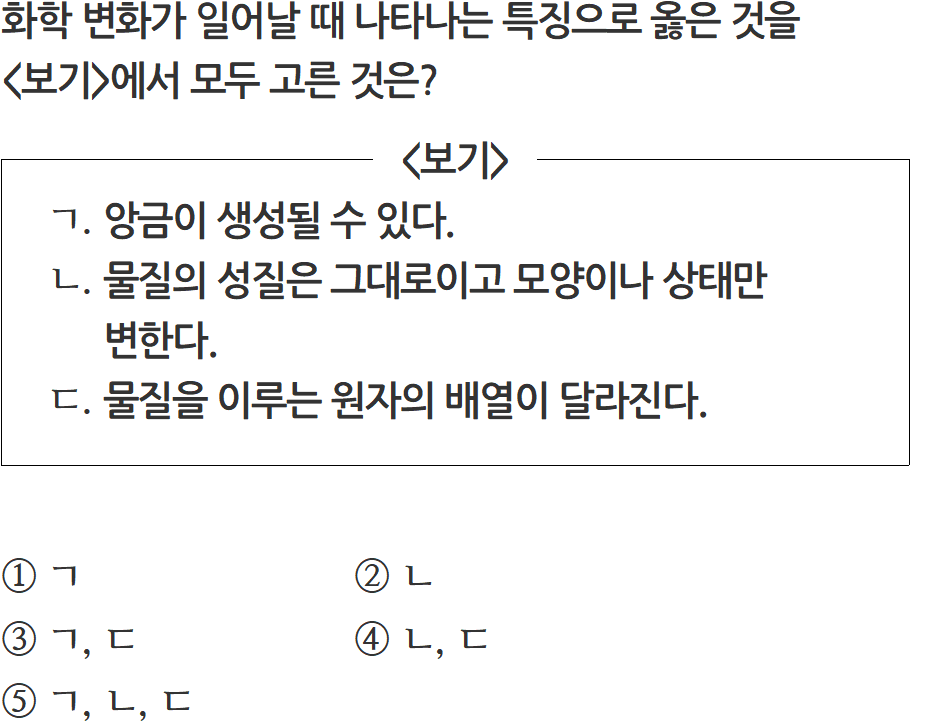 화학 변화가 일어날 때 나타나는 특징으로 옳은 것을
<보기>에서 모두 고른 것은?
<보기>
ㄱ. 앙금이 생성될 수 있다.
ㄴ. 물질의 성질은 그대로이고 모양이나 상태만
변한다.
ㄷ. 물질을 이루는 원자의 배열이 달라진다.
① ㄱ ② ㄴ
③ ㄱ, ㄷ ④ ㄴ, ㄷ
⑤ ㄱ, ㄴ, ㄷ